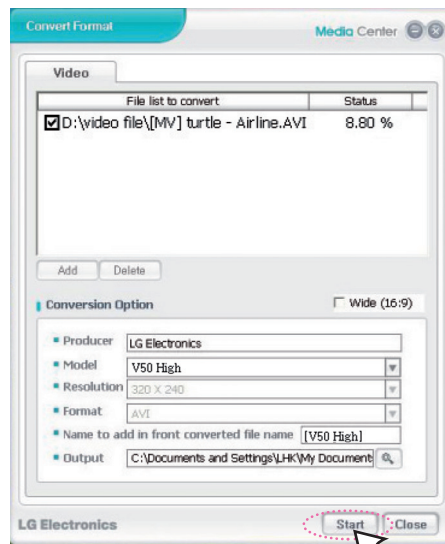 Convert Format
Media Center
Video
File list to convert Status
D:\video file\[MV] turtle - Airline.AVI 8.80 %
Add Delete
Conversion Option Wide (16:9)
Producer LG Electronics
Model V50 High
Resolution 320 X 240
Format AVI
Name to add in front converted file name [V50 High]
Output C:\Documents and Settings\LHK\My Document
LG Electronics Start Close